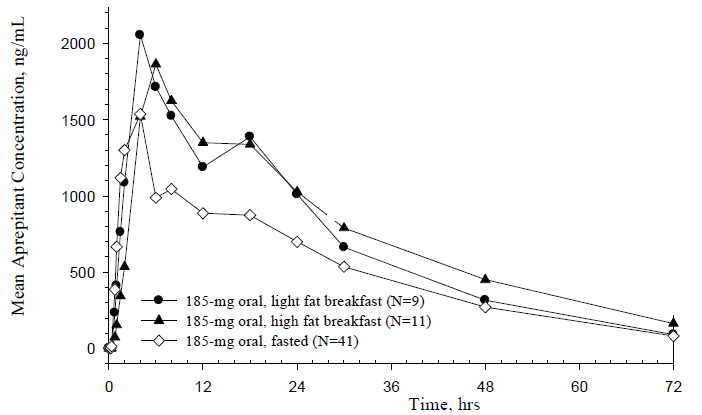 Mean Aprepitant Concentration, ng/mL
2000
1500
1000
500
0
185-mg oral, light fat breakfast (N=9)
185-mg oral, high fat breakfast (N=11)
185-mg oral, fasted (N=41)
0 12 24 36 48 60 72
Time, hrs